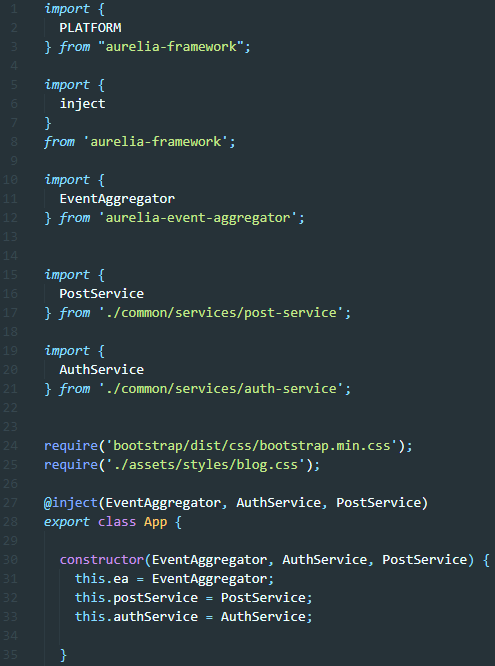 1 import {
2 PLATFORM
3 } from "aurelia-framework";
4
5 import {
6 inject
7 }
8 from 'aurelia-framework';
9
10 import {
11 EventAggregator
12 } from 'aurelia-event-aggregator';
13
14
15 import {
16 PostService
17 } from './common/services/post-service';
18
19 import {
20 AuthService
21 } from './common/services/auth-service';
22
23
24 require('bootstrap/dist/css/bootstrap.min.css');
25 require('./assets/styles/blog.css');
26
27 @inject(EventAggregator, AuthService, PostService)
28 export class App {
29
30 constructor(EventAggregator, AuthService, PostService) {
31 this.ea = EventAggregator;
32 this.postService = PostService;
33 this.authService = AuthService;
34
35 }